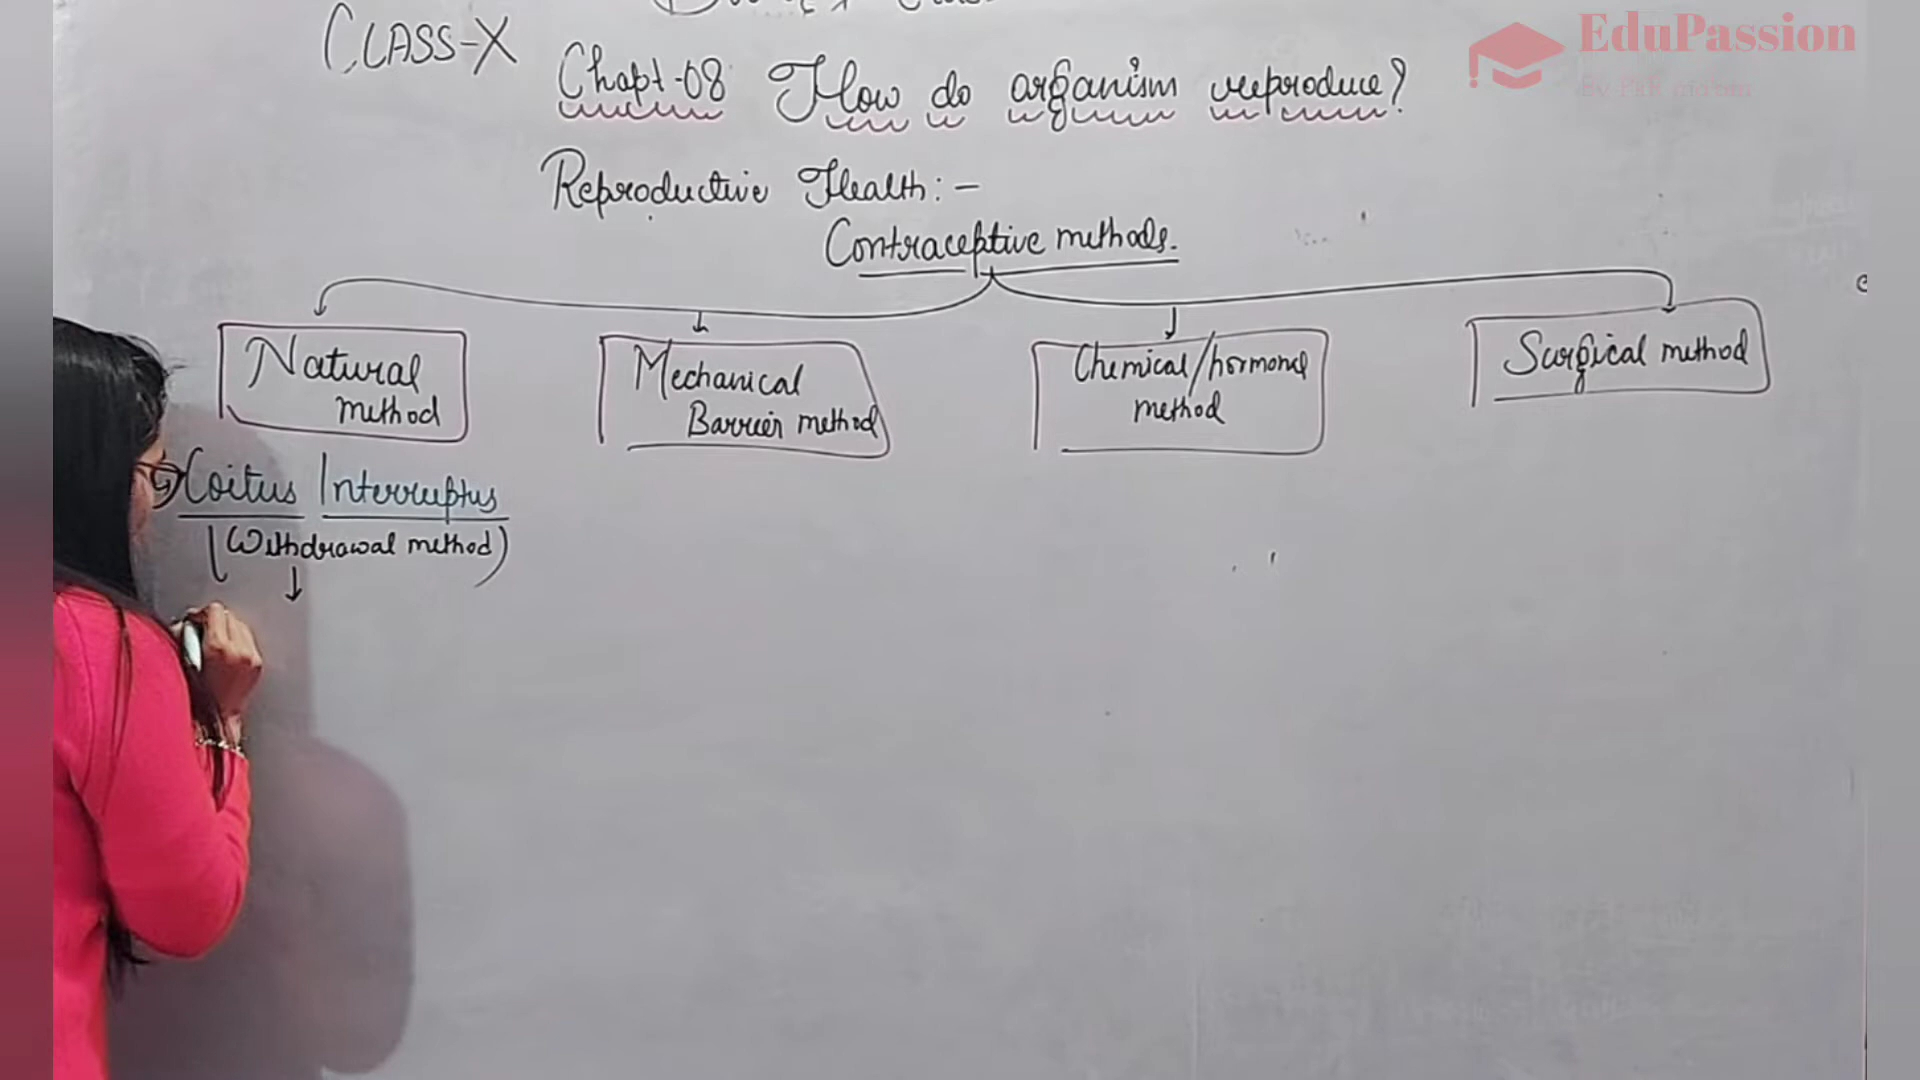 CLASS-X
EduPassion
Chapt-08 How do organism reproduce?
Reproductive Health:-
Contraceptive methods.
Natural method
Mechanical Barrier method
Chemical/hormonal method
Surgical method
Coitus Interruptus
(Withdrawal method)